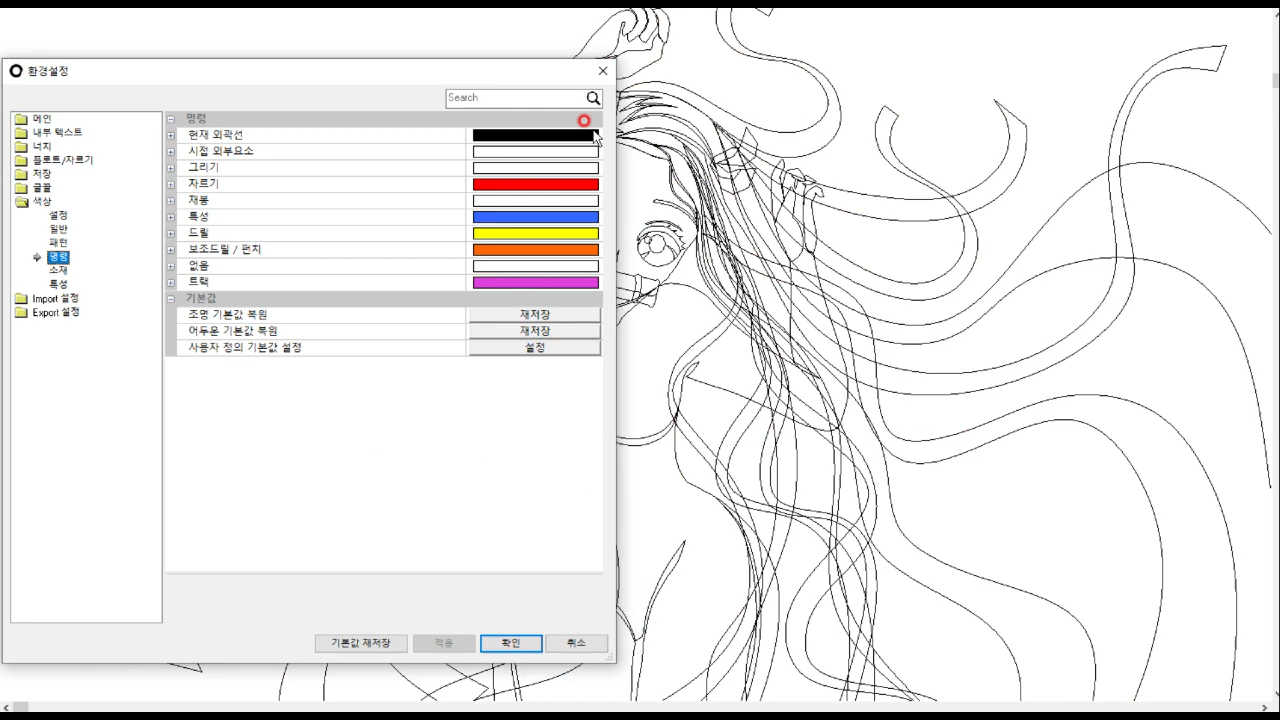 환경설정
Search
메인
내부 텍스트
너치
플로트/자르기
저장
글꼴
색상
설정
일반
패턴
명령
소재
특성
Import 설정
Export 설정
명령
현재 외곽선
시접 외부요소
그리기
자르기
재봉
특성
드릴
보조드릴 / 펀치
없음
트랙
기본값
조명 기본값 복원
재저장
어두운 기본값 복원
재저장
사용자 정의 기본값 설정
설정
기본값 재저장
적용
확인
취소